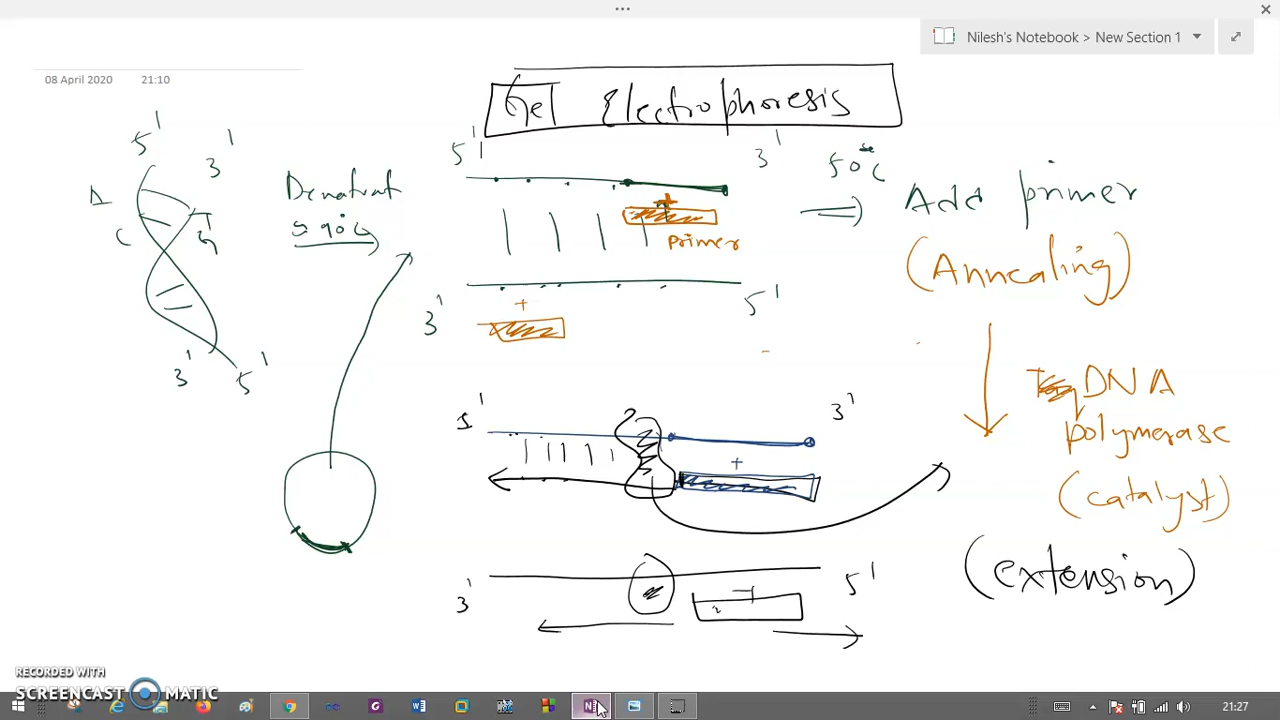 Nilesh's Notebook > New Section 1
08 April 2020 21:10
Gel Electrophoresis
5' 3'
5' 3'
Denaturat
90°C
50°C
Add primer
(Annealing)
primer
+
3' 5'
3' 5'
DNA
polymerase
(catalyst)
(extension)
3'
+
3' 5'
RECORDED WITH
SCREENCAST MATIC
21:27